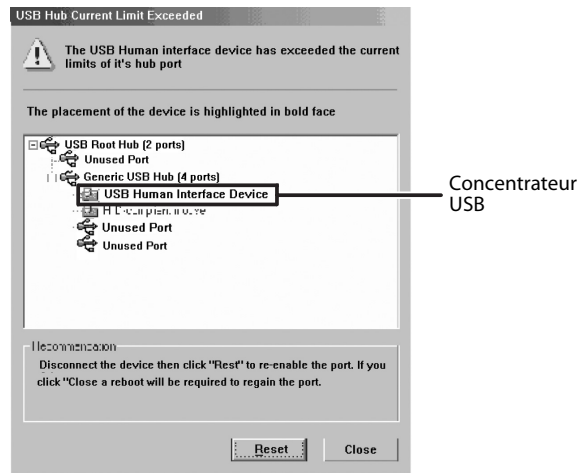 USB Hub Current Limit Exceeded
The USB Human interface device has exceeded the current
limits of it's hub port
The placement of the device is highlighted in bold face
USB Root Hub (2 ports)
Unused Port
Generic USB Hub (4 ports)
USB Human Interface Device
Unused Port
Unused Port
Concentrateur
USB
Recommendation
Disconnect the device then click "Rest" to re-enable the port. If you
click "Close a reboot will be required to regain the port.
Reset
Close